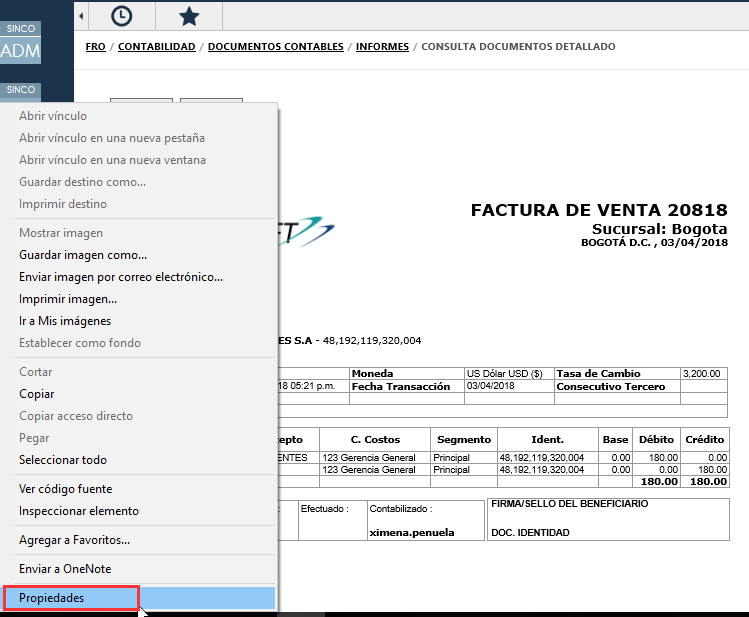 SINCO
ADM
SINCO
FRO / CONTABILIDAD / DOCUMENTOS CONTABLES / INFORMES / CONSULTA DOCUMENTOS DETALLADO
Abrir vínculo
Abrir vínculo en una nueva pestaña
Abrir vínculo en una nueva ventana
Guardar destino como...
Imprimir destino
Mostrar imagen
Guardar imagen como...
Enviar imagen por correo electrónico...
Imprimir imagen...
Ir a Mis imágenes
Establecer como fondo
Cortar
Copiar
Copiar acceso directo
Pegar
Seleccionar todo
Ver código fuente
Inspeccionar elemento
Agregar a Favoritos...
Enviar a OneNote
Propiedades
FT
FACTURA DE VENTA 20818
Sucursal: Bogota
BOGOTÁ D.C. , 03/04/2018
ES S.A - 48,192,119,320,004
Moneda US Dólar USD ($) Tasa de Cambio 3,200.00
18 05:21 p.m. Fecha Transacción 03/04/2018 Consecutivo Tercero
epto C. Costos Segmento Ident. Base Débito Crédito
ENTES 123 Gerencia General Principal 48,192,119,320,004 0.00 180.00 0.00
123 Gerencia General Principal 48,192,119,320,004 0.00 0.00 180.00
180.00 180.00
: Efectuado : Contabilizado : FIRMA/SELLO DEL BENEFICIARIO
ximena.penuela DOC. IDENTIDAD